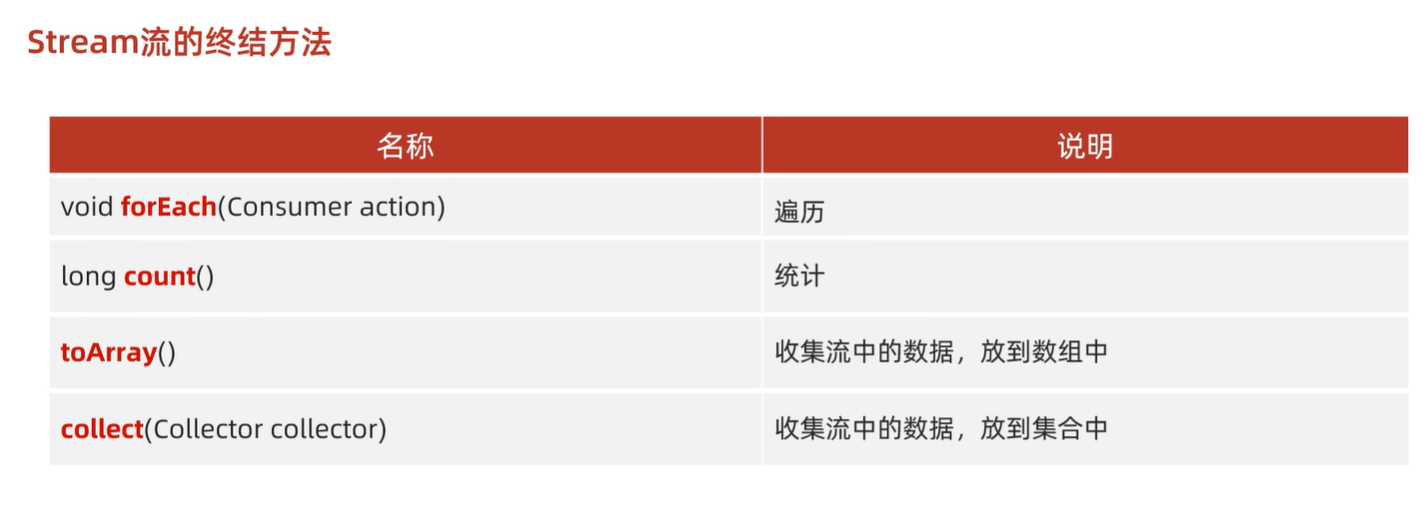 Stream流的终结方法
名称 说明
void forEach(Consumer action) 遍历
long count() 统计
toArray() 收集流中的数据，放到数组中
collect(Collector collector) 收集流中的数据，放到集合中